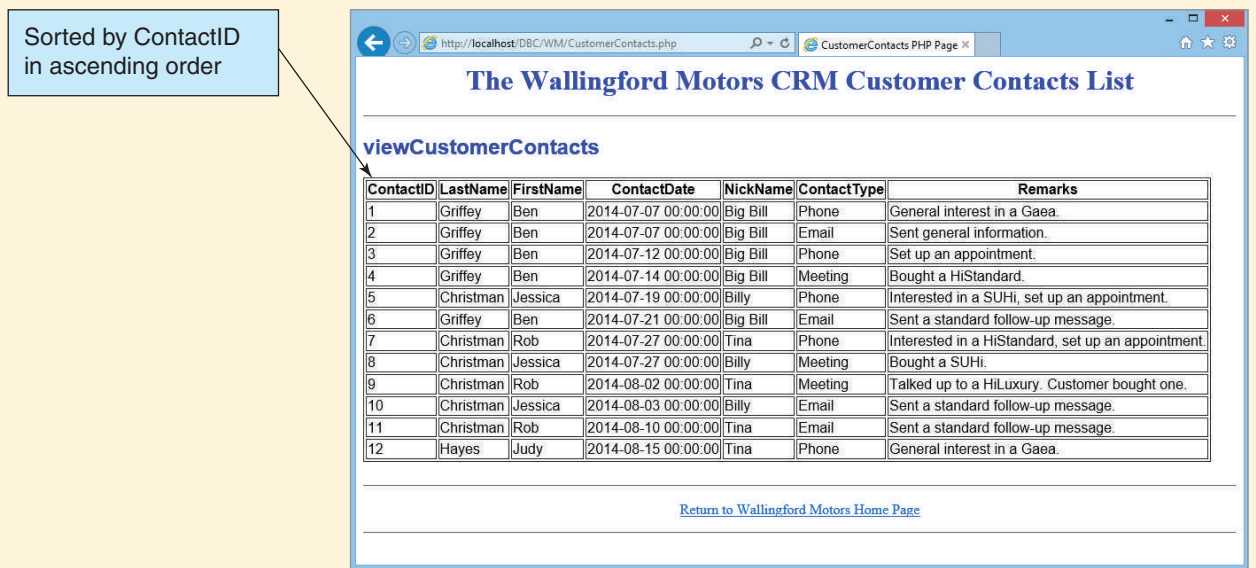 Sorted by ContactID
in ascending order
http://localhost/DBC/WM/CustomerContacts.php
CustomerContacts PHP Page
The Wallingford Motors CRM Customer Contacts List
viewCustomerContacts
ContactID LastName FirstName ContactDate NickName ContactType Remarks
1 Griffey Ben 2014-07-07 00:00:00 Big Bill Phone General interest in a Gaea.
2 Griffey Ben 2014-07-07 00:00:00 Big Bill Email Sent general information.
3 Griffey Ben 2014-07-12 00:00:00 Big Bill Phone Set up an appointment.
4 Griffey Ben 2014-07-14 00:00:00 Big Bill Meeting Bought a HiStandard.
5 Christman Jessica 2014-07-19 00:00:00 Billy Phone Interested in a SUHi, set up an appointment.
6 Griffey Ben 2014-07-21 00:00:00 Big Bill Email Sent a standard follow-up message.
7 Christman Rob 2014-07-27 00:00:00 Tina Phone Interested in a HiStandard, set up an appointment.
8 Christman Jessica 2014-07-27 00:00:00 Billy Meeting Bought a SUHi.
9 Christman Rob 2014-08-02 00:00:00 Tina Meeting Talked up to a HiLuxury. Customer bought one.
10 Christman Jessica 2014-08-03 00:00:00 Billy Email Sent a standard follow-up message.
11 Christman Rob 2014-08-10 00:00:00 Tina Email Sent a standard follow-up message.
12 Hayes Judy 2014-08-15 00:00:00 Tina Phone General interest in a Gaea.
Return to Wallingford Motors Home Page